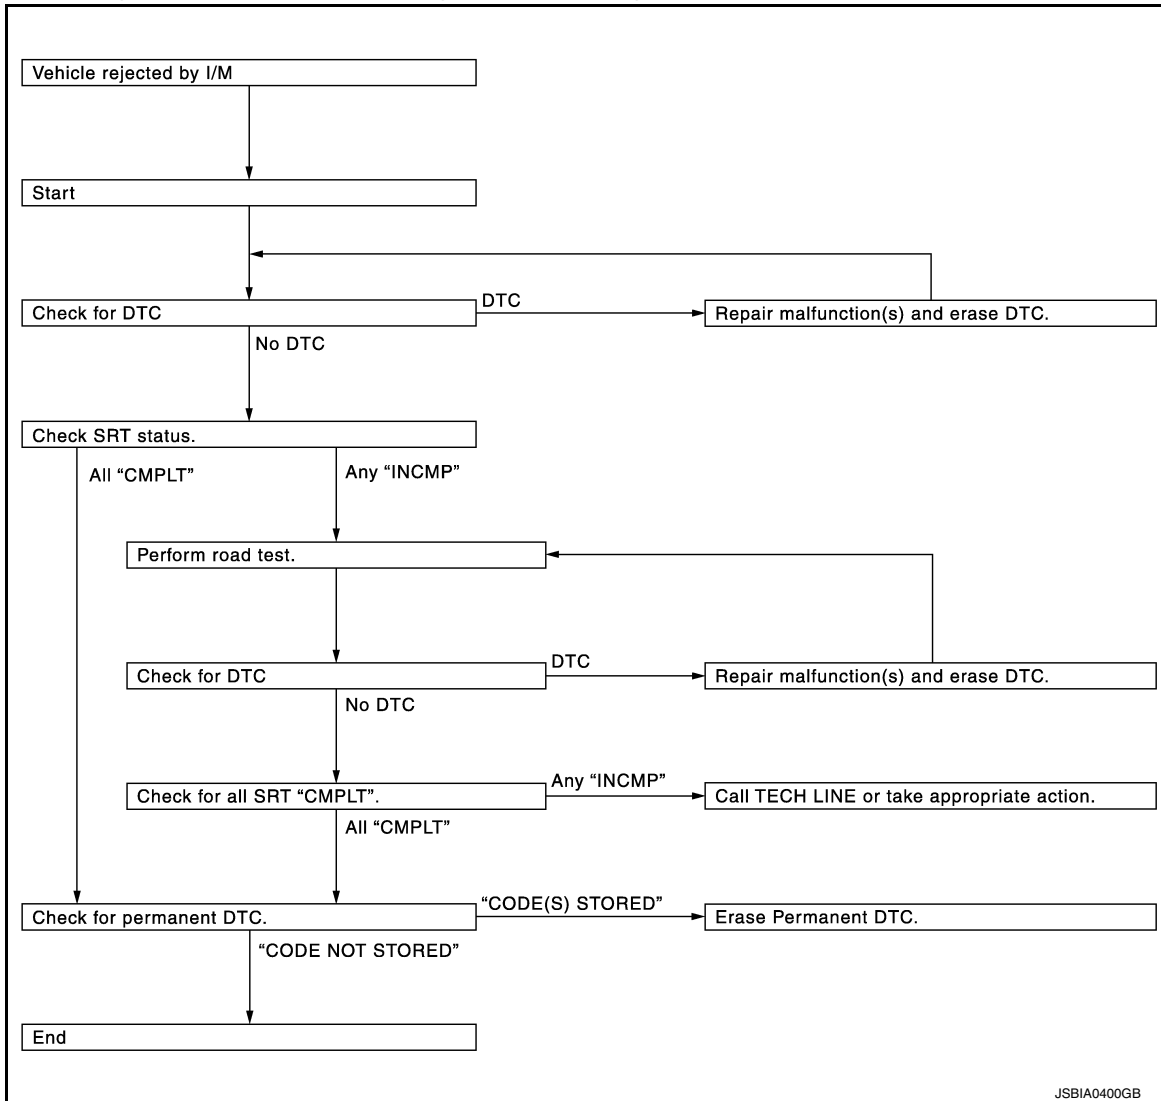 Vehicle rejected by I/M
Start
Check for DTC
DTC
Repair malfunction(s) and erase DTC.
No DTC
Check SRT status.
All “CMPLT”
Any “INCMP”
Perform road test.
Check for DTC
DTC
Repair malfunction(s) and erase DTC.
No DTC
Check for all SRT “CMPLT”.
Any “INCMP”
Call TECH LINE or take appropriate action.
All “CMPLT”
Check for permanent DTC.
“CODE(S) STORED”
Erase Permanent DTC.
“CODE NOT STORED”
End
JSBIA0400GB